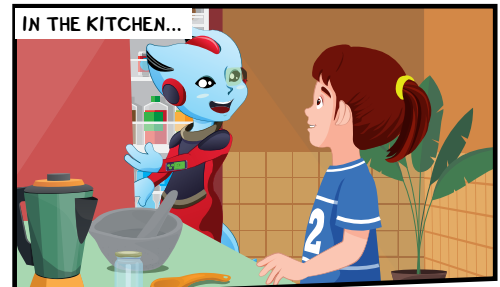 IN THE KITCHEN...
2